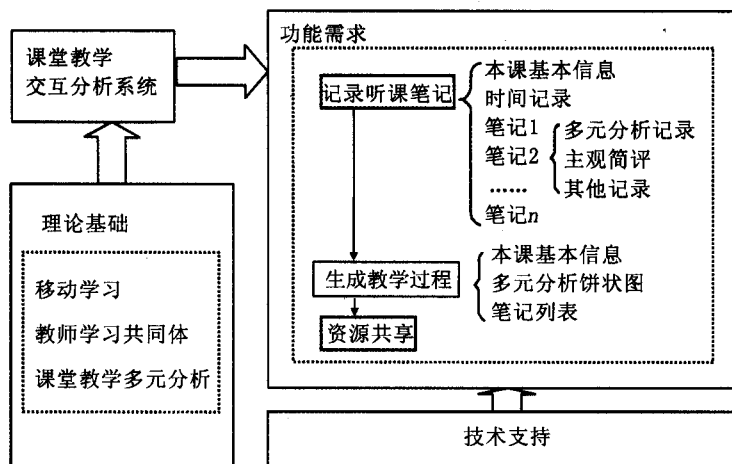 课堂教学
交互分析系统
理论基础
移动学习
教师学习共同体
课堂教学多元分析
功能需求
记录听课笔记
本课基本信息
时间记录
笔记1
笔记2
……
笔记n
多元分析记录
主观简评
其他记录
生成教学过程
本课基本信息
多元分析饼状图
笔记列表
资源共享
技术支持